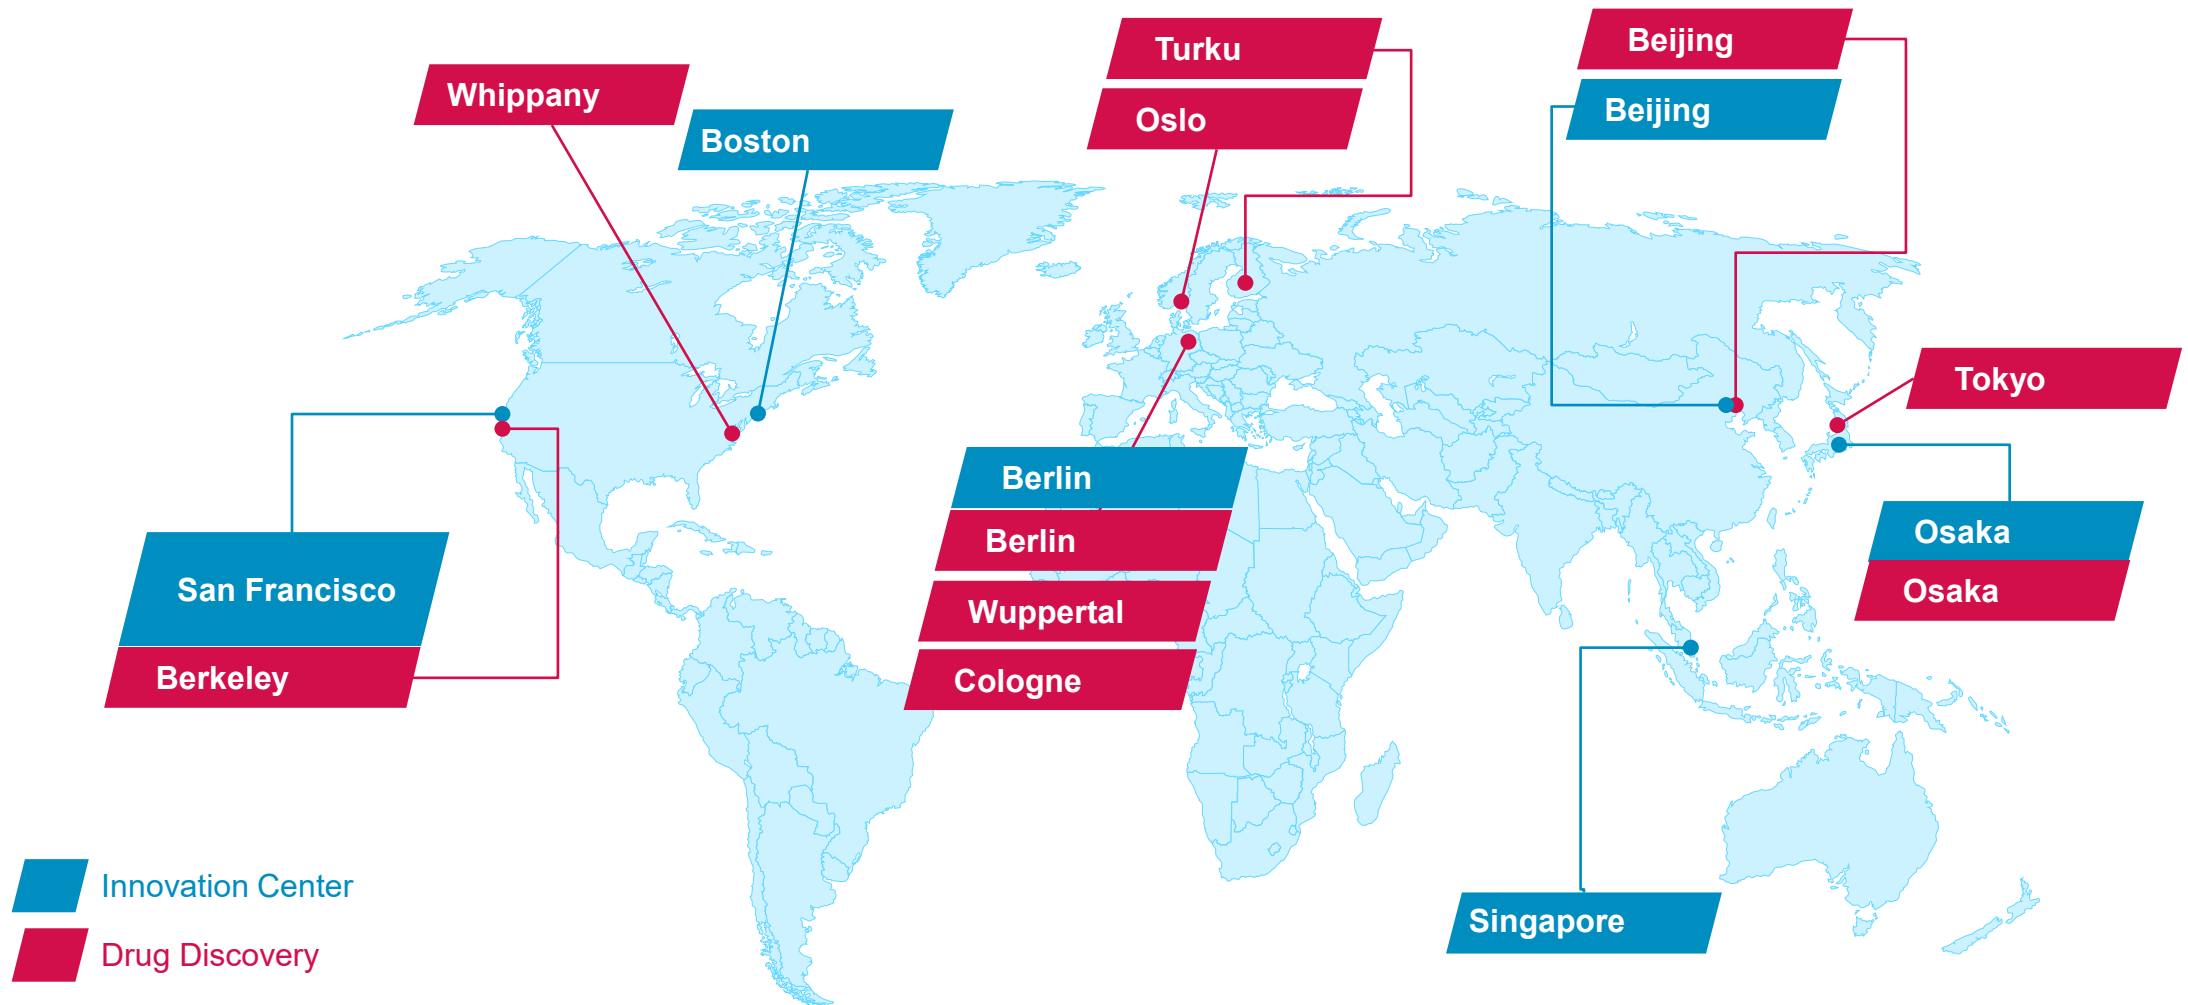 Whippany
Boston
Turku
Oslo
Beijing
Beijing
Tokyo
Osaka
Osaka
San Francisco
Berkeley
Berlin
Berlin
Wuppertal
Cologne
Singapore
Innovation Center
Drug Discovery